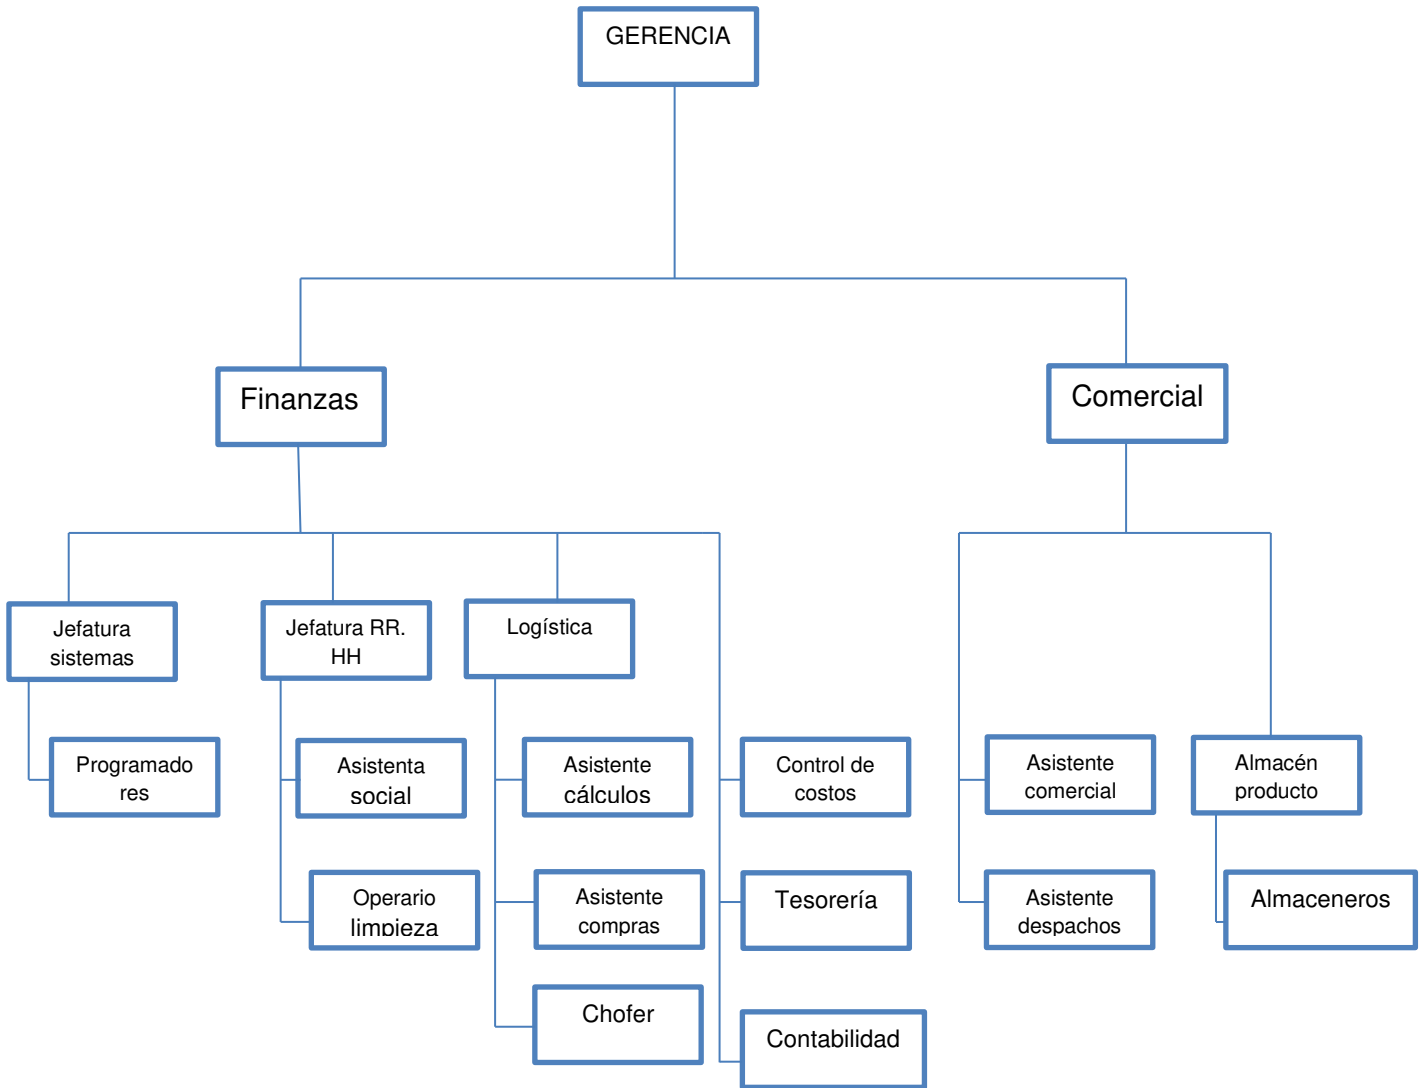 GERENCIA
Finanzas
Comercial
Jefatura
sistemas
Jefatura RR.
HH
Logística
Programado
res
Asistenta
social
Asistente
cálculos
Control de
costos
Asistente
comercial
Almacén
producto
Operario
limpieza
Asistente
compras
Tesorería
Asistente
despachos
Almaceneros
Chofer
Contabilidad